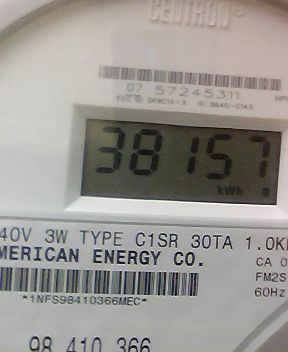 CENTRON®
07 57245311
38157
kWh
40V 3W TYPE C1SR 30TA 1.0K
MERICAN ENERGY CO.
CA 0
FM2S
*1NFS98410366MEC*
60Hz
98 410 366